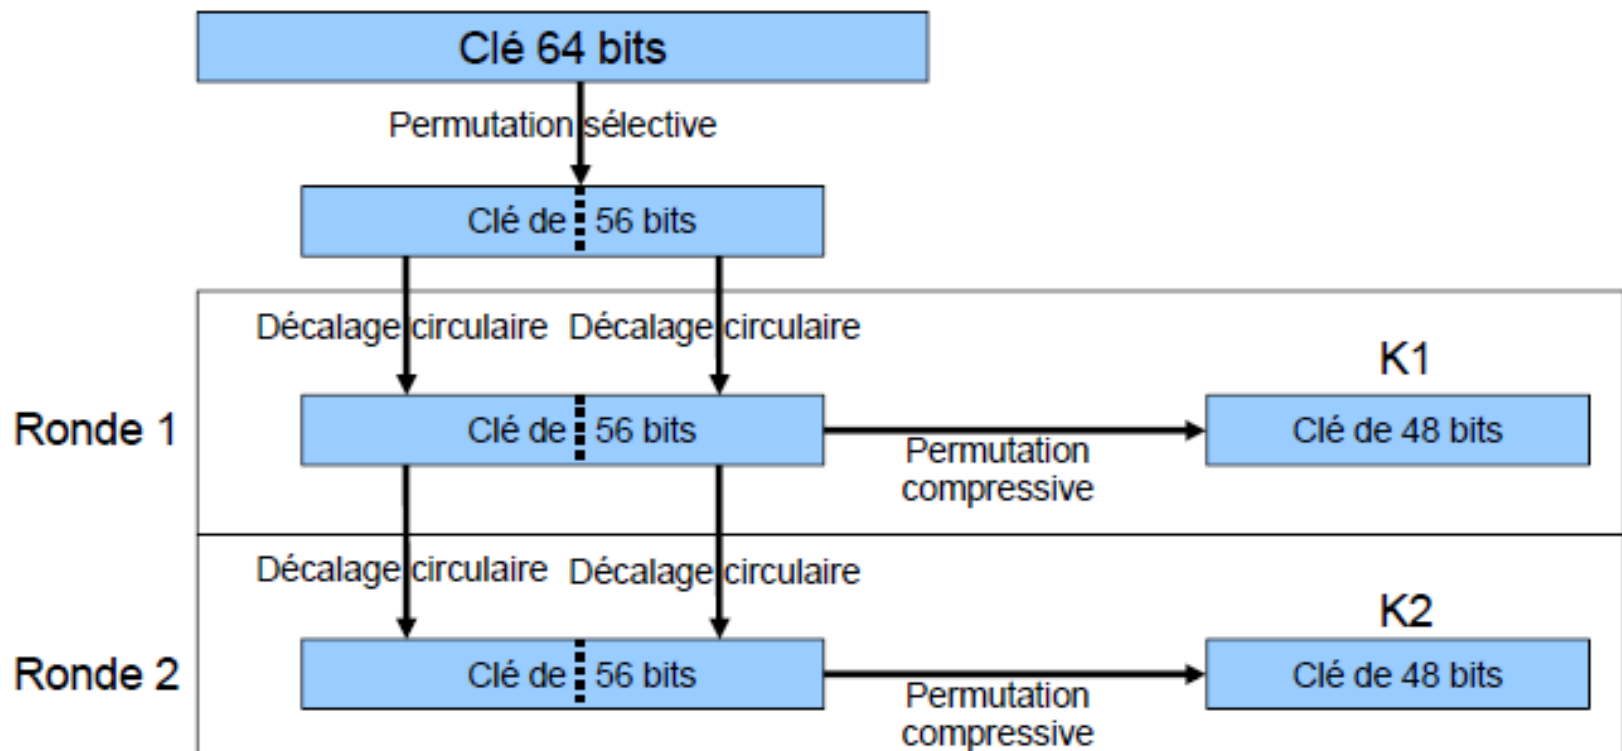 Clé 64 bits
Permutation sélective
Clé de 56 bits
Décalage circulaire Décalage circulaire
K1
Ronde 1 Clé de 56 bits Clé de 48 bits
Permutation
compressive
Décalage circulaire Décalage circulaire
K2
Ronde 2 Clé de 56 bits Clé de 48 bits
Permutation
compressive